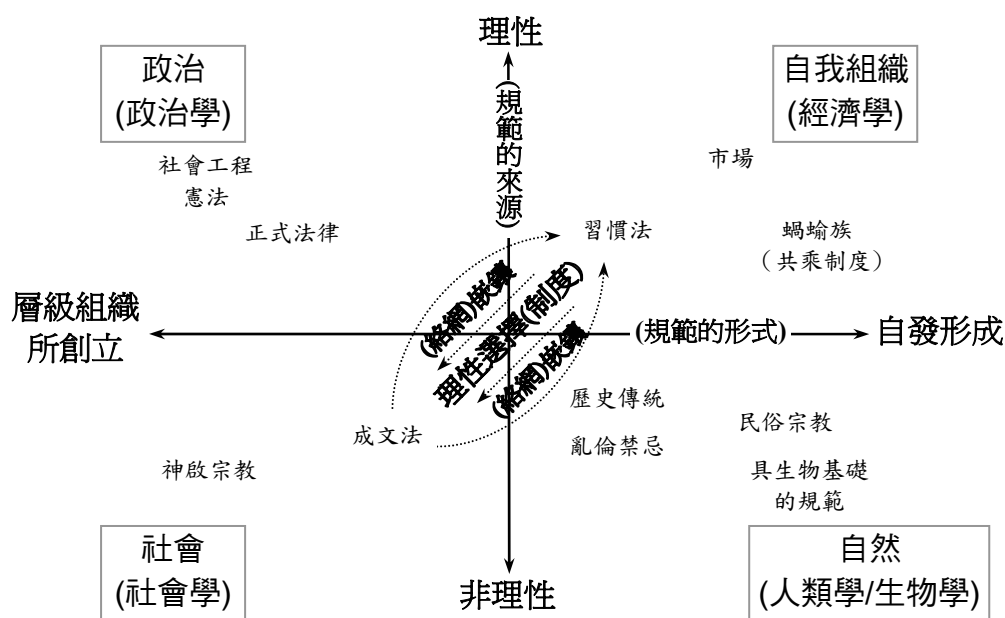 理性
政治
(政治學)
自我組織
(經濟學)
(規範的來源)
社會工程
憲法
市場
正式法律
習慣法
蝸蝓族
（共乘制度）
(絡網)嵌鑲
理性選擇(制度)
(絡網)嵌鑲
層級組織
所創立
(規範的形式)
自發形成
歷史傳統
成文法
亂倫禁忌
民俗宗教
神啟宗教
具生物基礎
的規範
社會
(社會學)
非理性
自然
(人類學/生物學)